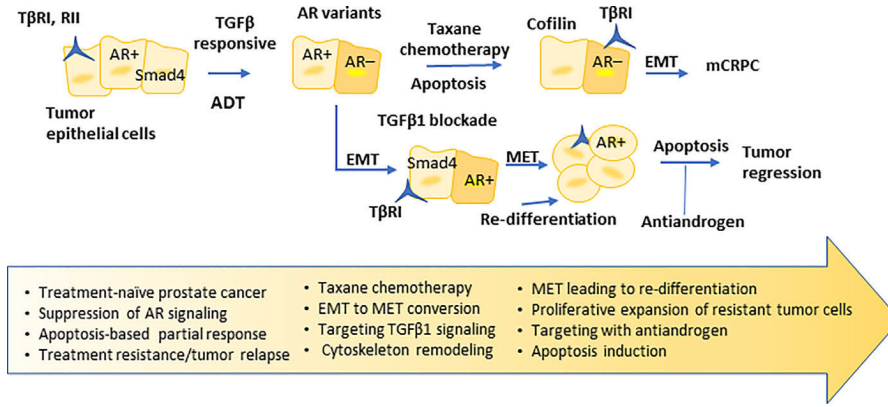 TβRI, RII
AR+
Smad4
Tumor
epithelial cells
TGFβ
responsive
ADT
AR variants
AR+
AR−
Taxane
chemotherapy
Apoptosis
Cofilin
TβRI
AR−
EMT
mCRPC
EMT
TGFβ1 blockade
Smad4
AR+
TβRI
MET
Re-differentiation
AR+
Apoptosis
Antiandrogen
Tumor
regression
• Treatment-naïve prostate cancer
• Suppression of AR signaling
• Apoptosis-based partial response
• Treatment resistance/tumor relapse
• Taxane chemotherapy
• EMT to MET conversion
• Targeting TGFβ1 signaling
• Cytoskeleton remodeling
• MET leading to re-differentiation
• Proliferative expansion of resistant tumor cells
• Targeting with antiandrogen
• Apoptosis induction